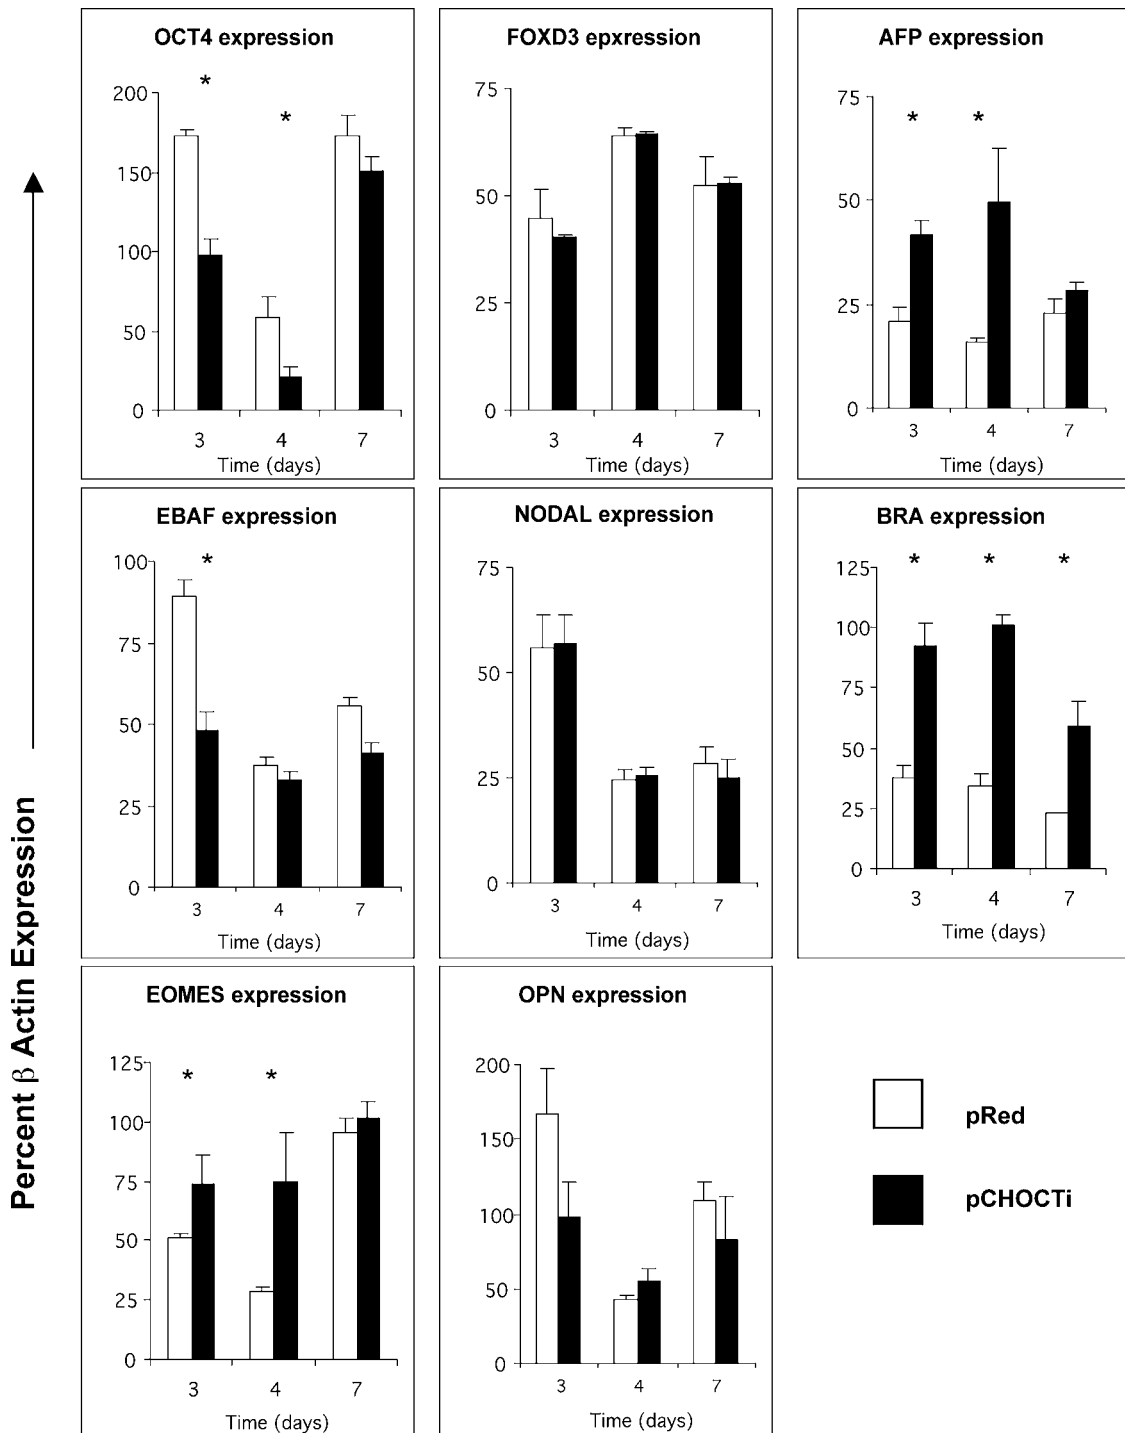 Percent β Actin Expression
OCT4 expression
*
*
200
150
100
50
0
3 4 7
Time (days)
FOXD3 epxression
75
50
25
0
3 4 7
Time (days)
AFP expression
* *
75
50
25
0
3 4 7
Time (days)
EBAF expression
*
100
75
50
25
0
3 4 7
Time (days)
NODAL expression
75
50
25
0
3 4 7
Time (days)
BRA expression
* * *
125
100
75
50
25
0
3 4 7
Time (days)
EOMES expression
* *
125
100
75
50
25
0
3 4 7
Time (days)
OPN expression
200
150
100
50
0
3 4 7
Time (days)
pRed
pCHOCTi